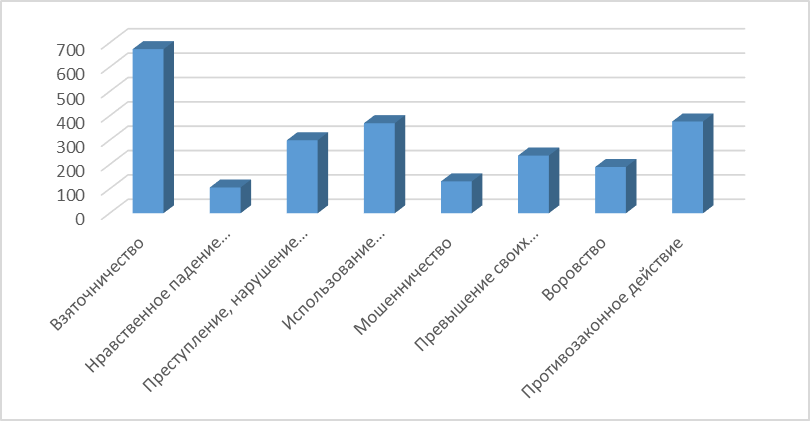 700
600
500
400
300
200
100
0
Взяточничество
Нравственное падение...
Преступление, нарушение...
Использование...
Мошенничество
Превышение своих...
Воровство
Противозаконное действие